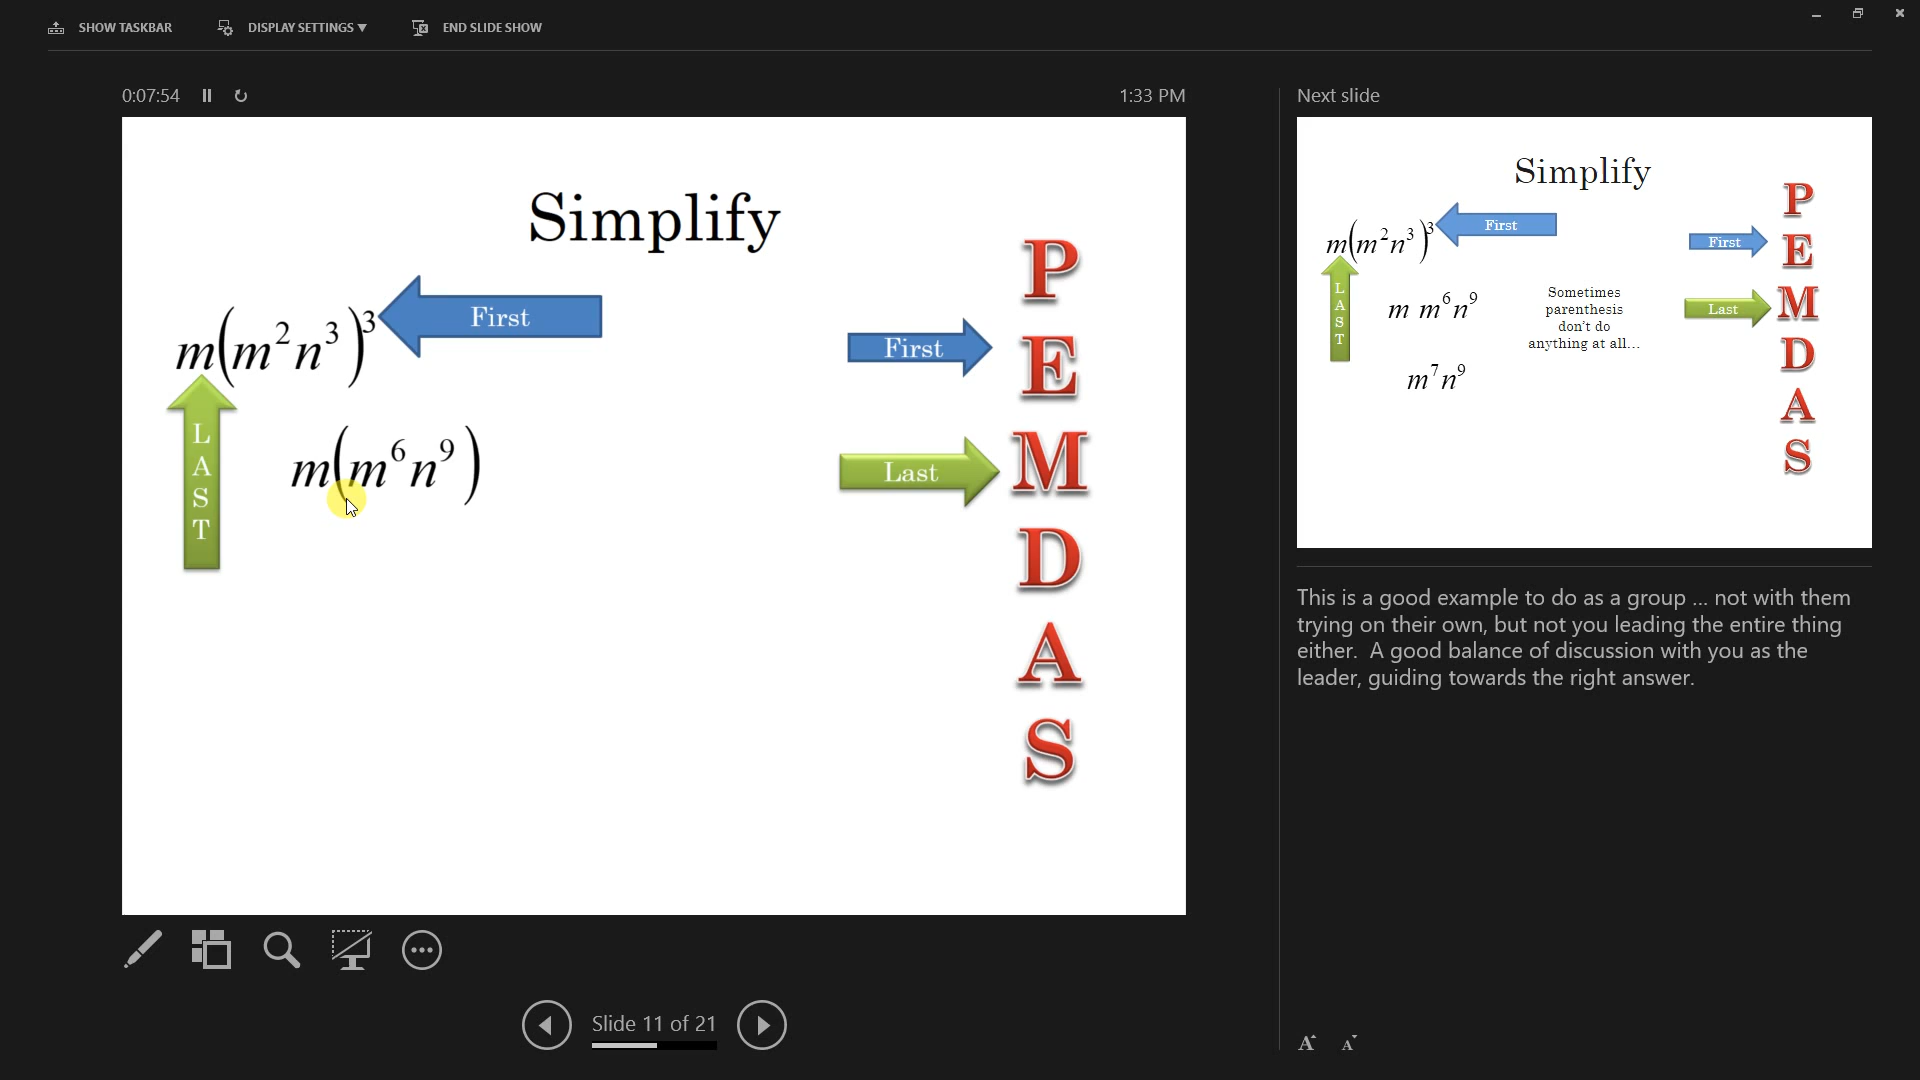 SHOW TASKBAR
DISPLAY SETTINGS ▼
END SLIDE SHOW
0:07:54
1:33 PM
Next slide
Simplify
m(m²n³)³
First
First
L
A
S
T
m(m⁶n⁹)
Last
P
E
M
D
A
S
Simplify
m(m²n³)³
First
First
L
A
S
T
m m⁶n⁹
Sometimes
parenthesis
don't do
anything at all...
Last
m⁷n⁹
P
E
M
D
A
S
This is a good example to do as a group ... not with them
trying on their own, but not you leading the entire thing
either.  A good balance of discussion with you as the
leader, guiding towards the right answer.
Slide 11 of 21
A A